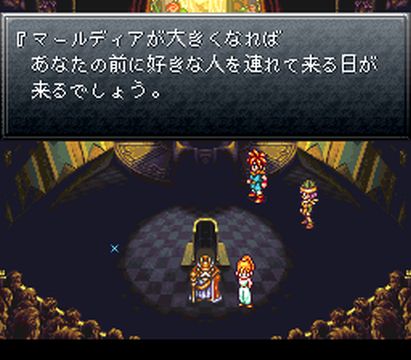 『マールディアが大きくなれば
あなたの前に好きな人を連れて来る日が
来るでしょう。